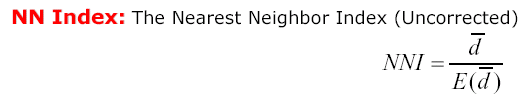 NN Index: The Nearest Neighbor Index (Uncorrected)
NNI = d̅ / E(d̅)